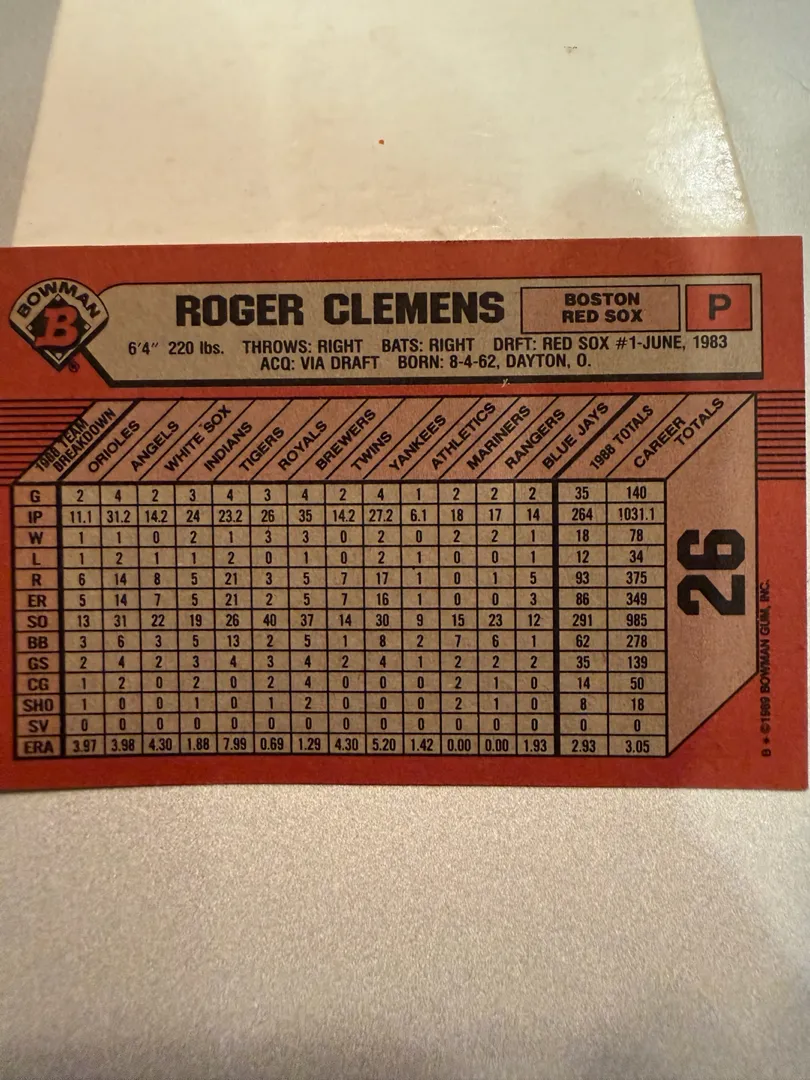 BOWMAN
B
®
ROGER CLEMENS
BOSTON
RED SOX
P
6'4" 220 lbs. THROWS: RIGHT BATS: RIGHT DRFT: RED SOX #1-JUNE, 1983
ACQ: VIA DRAFT BORN: 8-4-62, DAYTON, O.
1988 TEAM BREAKDOWN ORIOLES ANGELS WHITE SOX INDIANS TIGERS ROYALS BREWERS TWINS YANKEES ATHLETICS MARINERS RANGERS BLUE JAYS 1988 TOTALS CAREER TOTALS
G 2 4 2 3 4 3 4 2 4 1 2 2 2 35 140
IP 11.1 31.2 14.2 24 23.2 26 35 14.2 27.2 6.1 18 17 14 264 1031.1
W 1 1 0 2 1 3 3 0 2 0 2 2 1 18 78
L 1 2 1 1 2 0 1 0 2 1 0 0 1 12 34
R 6 14 8 5 21 3 5 7 17 1 0 1 5 93 375
ER 5 14 7 5 21 2 5 7 16 1 0 0 3 86 349
SO 13 31 22 19 26 40 37 14 30 9 15 23 12 291 985
BB 3 6 3 5 13 2 5 1 8 2 7 6 1 62 278
GS 2 4 2 3 4 3 4 2 4 1 2 2 2 35 139
CG 1 2 0 2 0 2 4 0 0 0 2 1 0 14 50
SHO 1 0 0 1 0 1 2 0 0 0 2 1 0 8 18
SV 0 0 0 0 0 0 0 0 0 0 0 0 0 0 0
ERA 3.97 3.98 4.30 1.88 7.99 0.69 1.29 4.30 5.20 1.42 0.00 0.00 1.93 2.93 3.05
26
B * ©1989 BOWMAN GUM, INC.